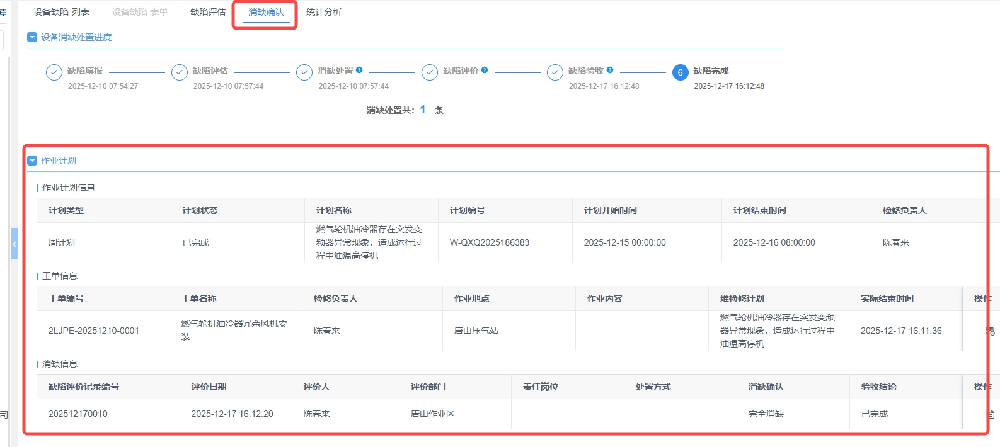 设备缺陷-列表 设备缺陷-表单 缺陷评估 消缺确认 统计分析
设备消缺处置进度
缺陷填报 缺陷评估 消缺处置 ? 缺陷评价 ? 缺陷验收 ? 6 缺陷完成
2025-12-10 07:54:27 2025-12-10 07:57:44 2025-12-10 07:57:44 2025-12-17 16:12:48 2025-12-17 16:12:48
消缺处置共： 1 条
作业计划
作业计划信息
计划类型 计划状态 计划名称 计划编号 计划开始时间 计划结束时间 检修负责人
周计划 已完成 燃气轮机油冷器存在突发变 W-QXQ2025186383 2025-12-15 00:00:00 2025-12-16 08:00:00 陈春来
频器异常现象，造成运行过
程中油温高停机
工单信息
工单编号 工单名称 检修负责人 作业地点 作业内容 维检修计划 实际结束时间 操作
2LJPE-20251210-0001 燃气轮机油冷器冗余风机安 陈春来 唐山压气站 燃气轮机油冷器存在突发变频 2025-12-17 16:11:36
装 器异常现象，造成运行过程中
油温高停机
消缺信息
缺陷评价记录编号 评价日期 评价人 评价部门 责任岗位 处置方式 消缺确认 验收结论 操作
司 202512170010 2025-12-17 16:12:20 陈春来 唐山作业区 完全消缺 已完成